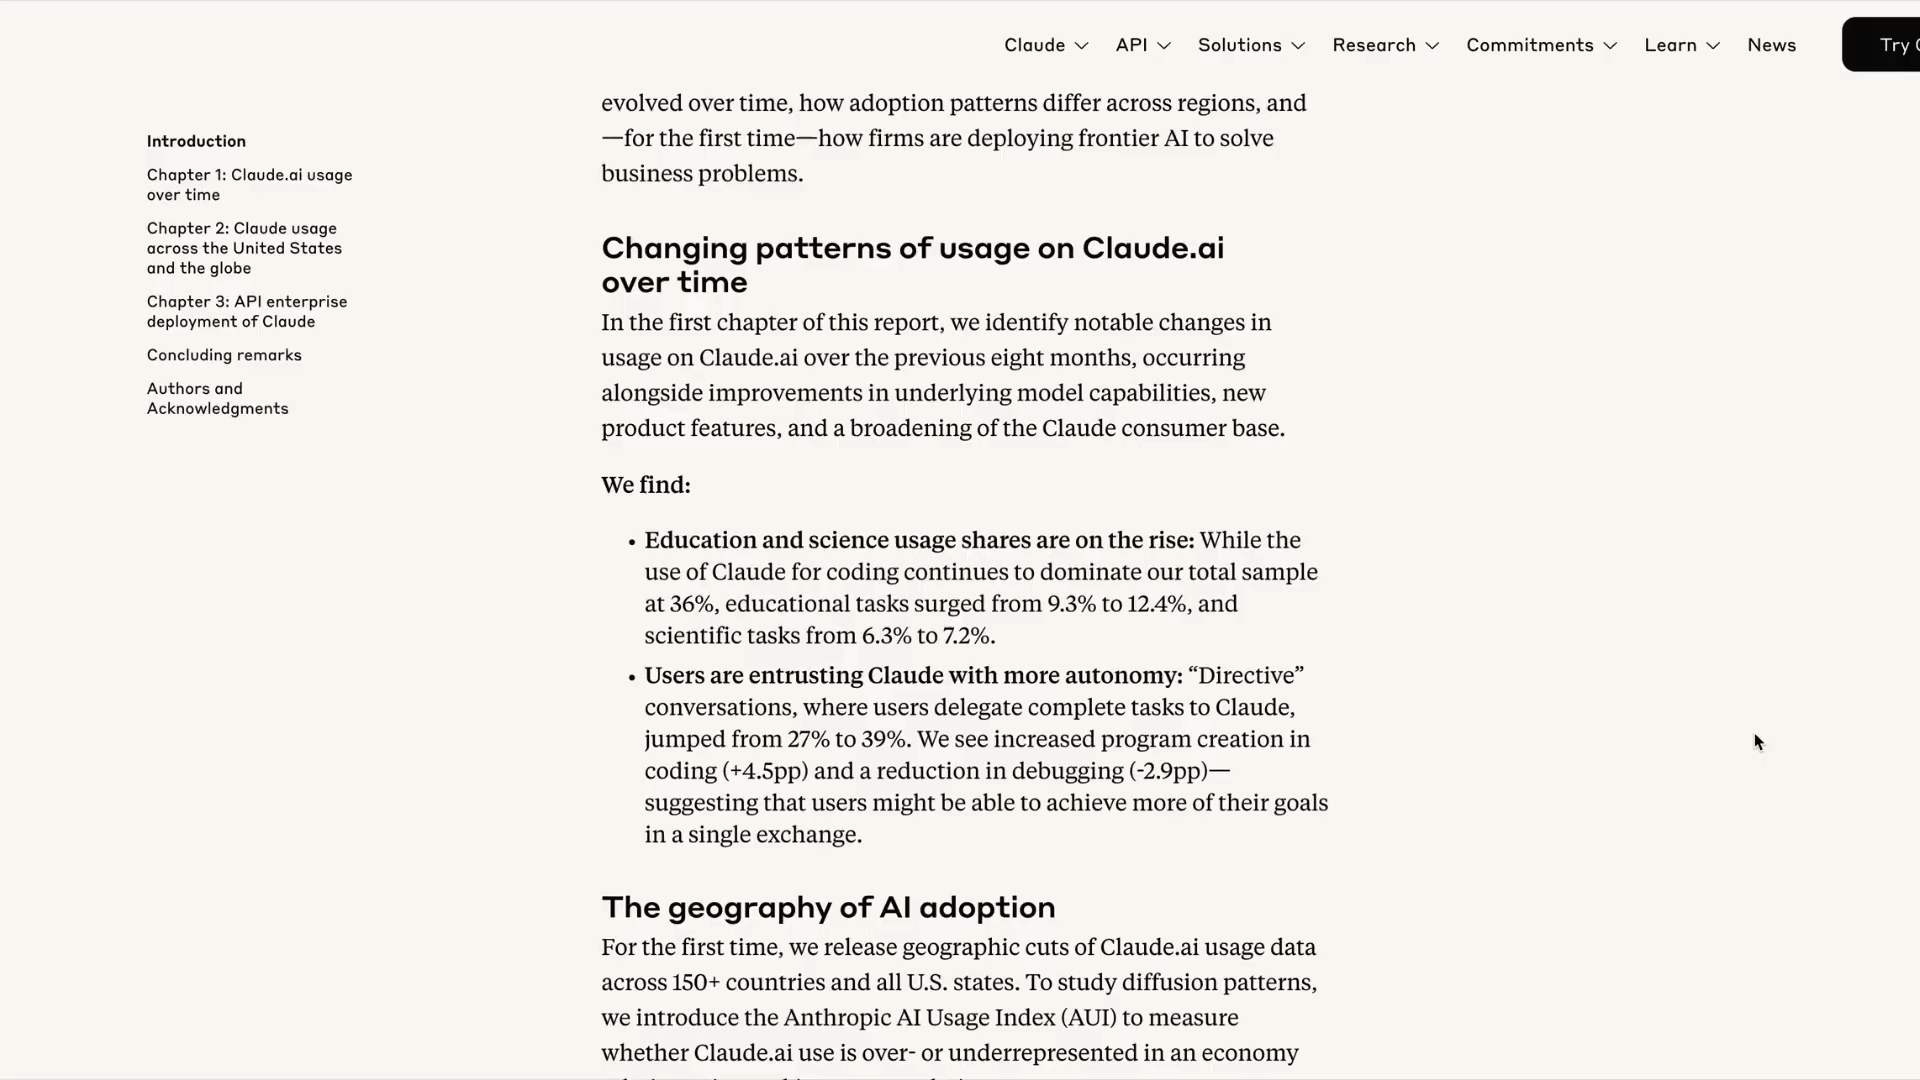 Claude API Solutions Research Commitments Learn News Try
Introduction
Chapter 1: Claude.ai usage
over time
Chapter 2: Claude usage
across the United States
and the globe
Chapter 3: API enterprise
deployment of Claude
Concluding remarks
Authors and
Acknowledgments
evolved over time, how adoption patterns differ across regions, and
—for the first time—how firms are deploying frontier AI to solve
business problems.
Changing patterns of usage on Claude.ai
over time
In the first chapter of this report, we identify notable changes in
usage on Claude.ai over the previous eight months, occurring
alongside improvements in underlying model capabilities, new
product features, and a broadening of the Claude consumer base.
We find:
• Education and science usage shares are on the rise: While the
use of Claude for coding continues to dominate our total sample
at 36%, educational tasks surged from 9.3% to 12.4%, and
scientific tasks from 6.3% to 7.2%.
• Users are entrusting Claude with more autonomy: “Directive”
conversations, where users delegate complete tasks to Claude,
jumped from 27% to 39%. We see increased program creation in
coding (+4.5pp) and a reduction in debugging (-2.9pp)—
suggesting that users might be able to achieve more of their goals
in a single exchange.
The geography of AI adoption
For the first time, we release geographic cuts of Claude.ai usage data
across 150+ countries and all U.S. states. To study diffusion patterns,
we introduce the Anthropic AI Usage Index (AUI) to measure
whether Claude.ai use is over- or underrepresented in an economy